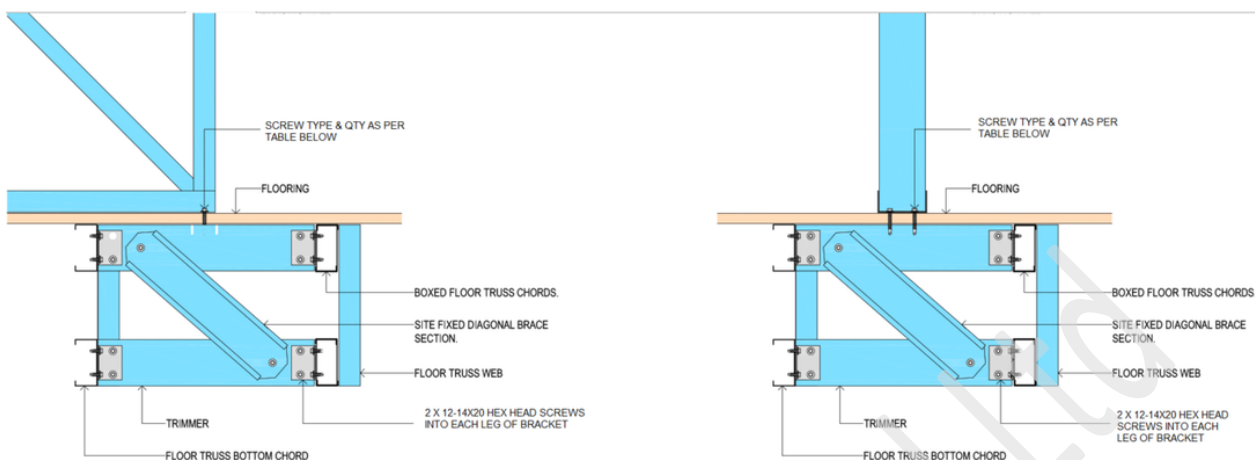 SCREW TYPE & QTY AS PER
TABLE BELOW
FLOORING
BOXED FLOOR TRUSS CHORDS.
SITE FIXED DIAGONAL BRACE
SECTION.
FLOOR TRUSS WEB
2 X 12-14X20 HEX HEAD SCREWS
INTO EACH LEG OF BRACKET
TRIMMER
FLOOR TRUSS BOTTOM CHORD
SCREW TYPE & QTY AS PER
TABLE BELOW
FLOORING
BOXED FLOOR TRUSS CHORDS
SITE FIXED DIAGONAL BRACE
SECTION.
FLOOR TRUSS WEB
2 X 12-14X20 HEX HEAD
SCREWS INTO EACH
LEG OF BRACKET
TRIMMER
FLOOR TRUSS BOTTOM CHORD
Ltd